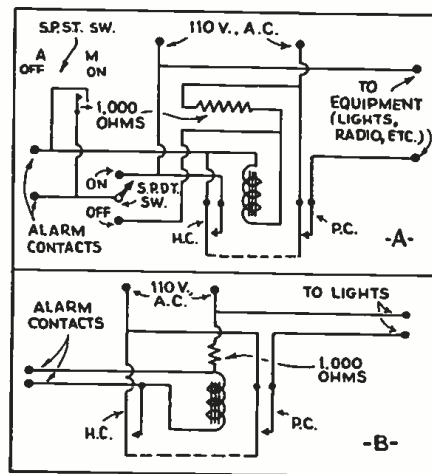 S.P.S.T. SW.
A
M
OFF
ON
110 V., A.C.
1,000
OHMS
TO
EQUIPMENT
(LIGHTS,
RADIO, ETC.)
ON
S.P.D.T.
SW.
OFF
ALARM
CONTACTS
H.C.
P.C.
-A-
ALARM
CONTACTS
110 V.
A.C.
TO LIGHTS
1,000
OHMS
H.C.
P.C.
-B-